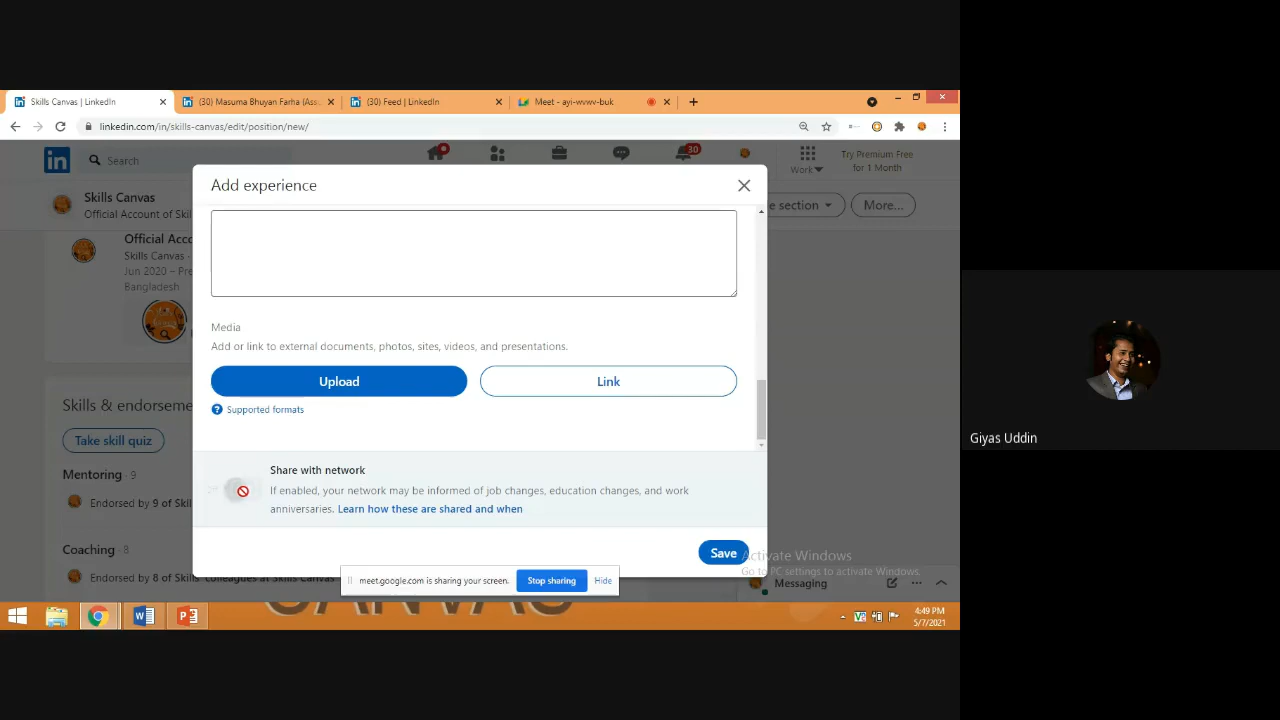 Skills Canvas | LinkedIn
(30) Masuma Bhuyan Farha (Ass
(30) Feed | LinkedIn
Meet - ayi-wvwv-buk
linkedin.com/in/skills-canvas/edit/position/new/
Search
30
Work
Try Premium Free
for 1 Month
Skills Canvas
Official Account of Skil
e section
More...
Add experience
Official Acco
Skills Canvas -
Jun 2020 – Pre
Bangladesh
Media
Add or link to external documents, photos, sites, videos, and presentations.
Upload
Link
Supported formats
Skills & endorseme
Take skill quiz
Mentoring · 9
Endorsed by 9 of Skil
Coaching · 8
Endorsed by 8 of Skills Canvas
Share with network
If enabled, your network may be informed of job changes, education changes, and work
anniversaries. Learn how these are shared and when
Save
Activate Windows
Go to PC settings to activate Windows.
Messaging
meet.google.com is sharing your screen.
Stop sharing
Hide
CANVAS
4:49 PM
5/7/2021
Giyas Uddin